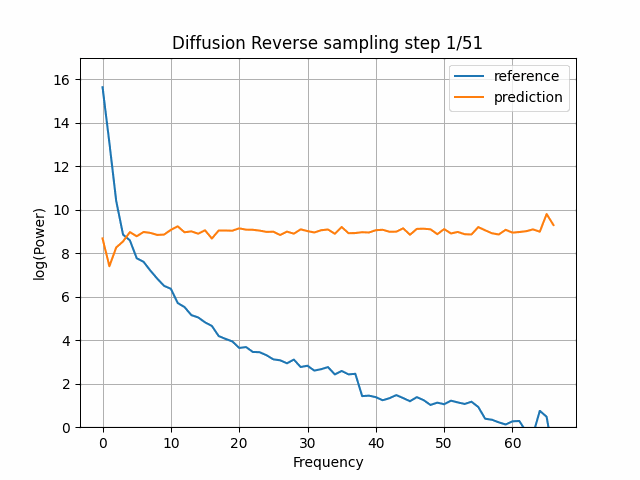 Diffusion Reverse sampling step 1/51
reference
prediction
16
14
12
10
8
6
4
2
0
log(Power)
0 10 20 30 40 50 60
Frequency